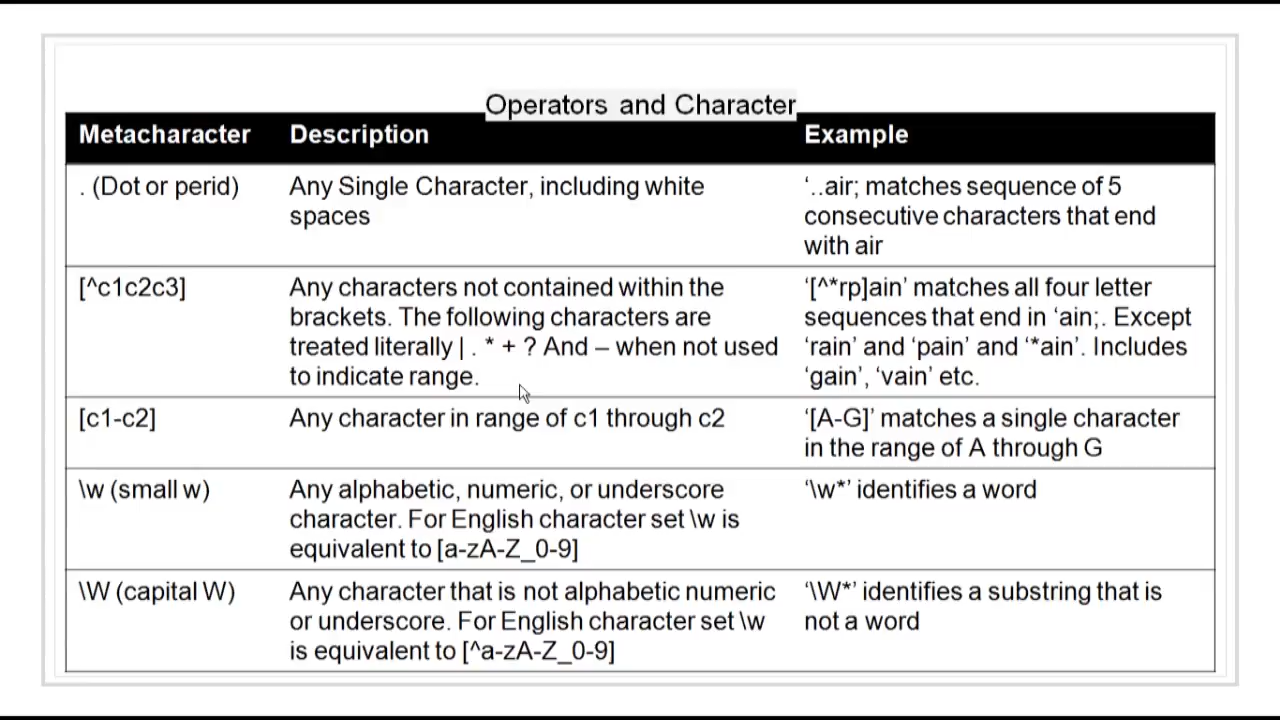 Operators and Character
Metacharacter Description Example
. (Dot or perid) Any Single Character, including white ‘..air; matches sequence of 5
spaces consecutive characters that end
with air
[^c1c2c3] Any characters not contained within the ‘[^*rp]ain’ matches all four letter
brackets. The following characters are sequences that end in ‘ain;. Except
treated literally | . * + ? And – when not used ‘rain’ and ‘pain’ and ‘*ain’. Includes
to indicate range. ‘gain’, ‘vain’ etc.
[c1-c2] Any character in range of c1 through c2 ‘[A-G]’ matches a single character
in the range of A through G
\w (small w) Any alphabetic, numeric, or underscore ‘\w*’ identifies a word
character. For English character set \w is
equivalent to [a-zA-Z_0-9]
\W (capital W) Any character that is not alphabetic numeric ‘\W*’ identifies a substring that is
or underscore. For English character set \w not a word
is equivalent to [^a-zA-Z_0-9]